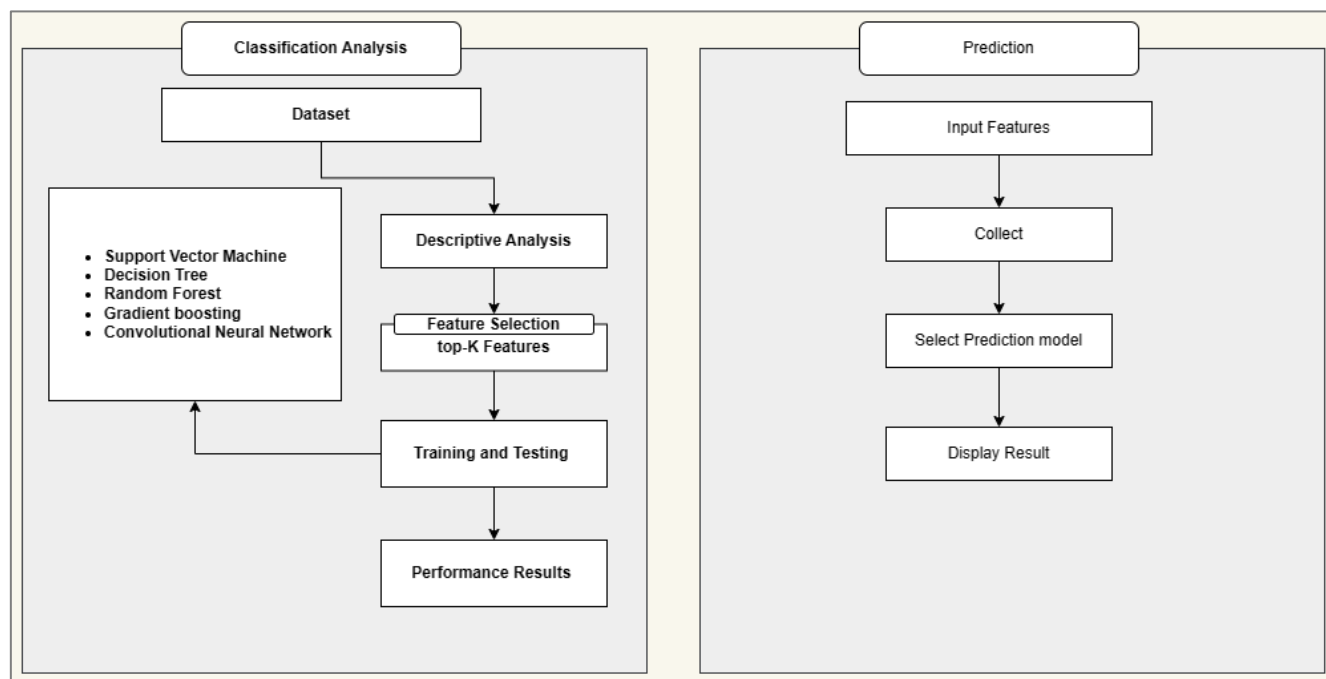 Classification Analysis
Dataset
Support Vector Machine
Decision Tree
Random Forest
Gradient boosting
Convolutional Neural Network
Descriptive Analysis
Feature Selection
top-K Features
Training and Testing
Performance Results
Prediction
Input Features
Collect
Select Prediction model
Display Result